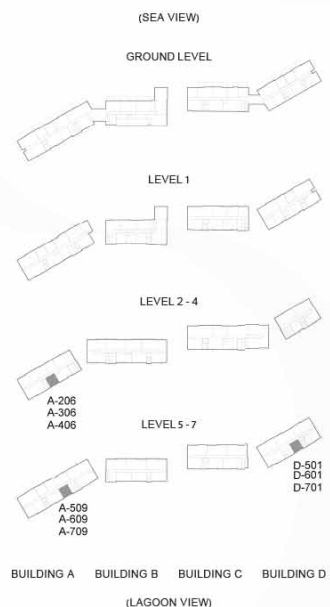 (SEA VIEW)
GROUND LEVEL
LEVEL 1
LEVEL 2 - 4
A-206
A-306
A-406
LEVEL 5 - 7
D-501
D-601
D-701
A-509
A-609
A-709
BUILDING A BUILDING B BUILDING C BUILDING D
(LAGOON VIEW)